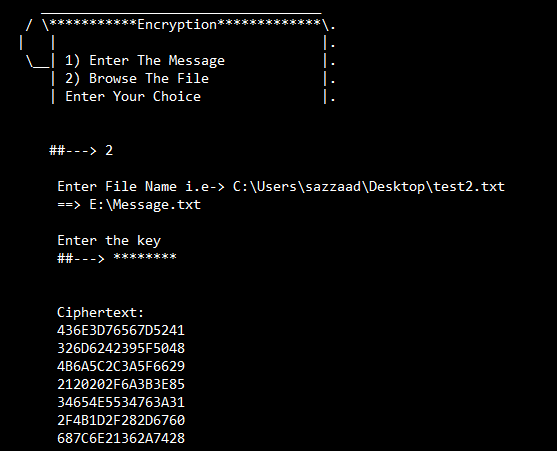 / \***********Encryption*************\.
| | |.
\__| 1) Enter The Message |.
| 2) Browse The File |.
| Enter Your Choice |.
##---> 2
Enter File Name i.e-> C:\Users\sazzaad\Desktop\test2.txt
==> E:\Message.txt
Enter the key
##---> ********
Ciphertext:
436E3D76567D5241
326D6242395F5048
4B6A5C2C3A5F6629
2120202F6A3B3E85
34654E5534763A31
2F4B1D2F282D6760
687C6E21362A7428